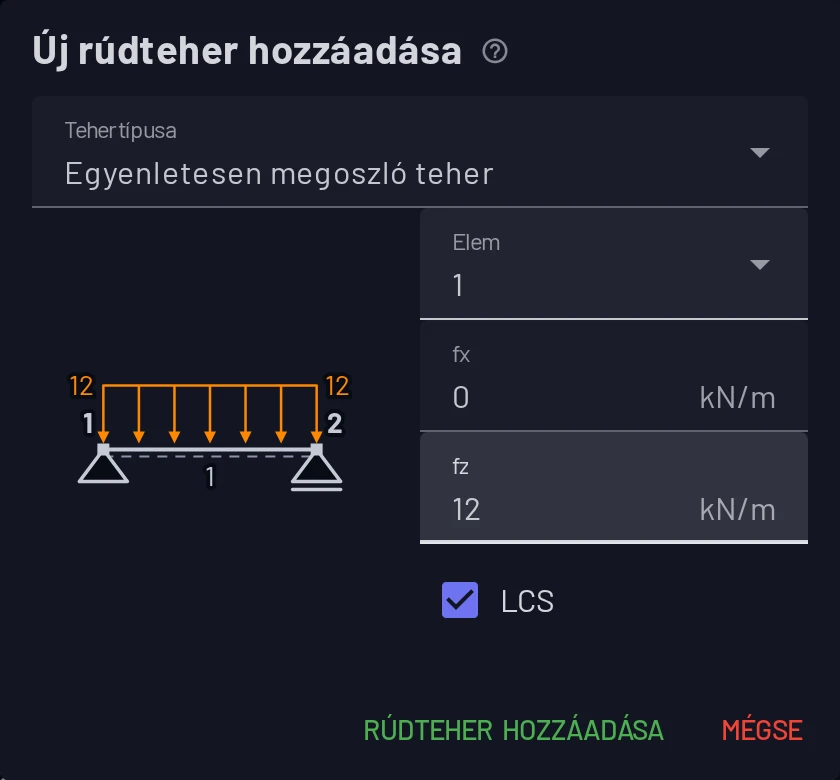 Új rúdteher hozzáadása
Tehertípusa
Egyenletesen megoszló teher
Elem
1
fx
0 kN/m
12 12
1 2
1
fz
12 kN/m
LCS
RÚDTEHER HOZZÁADÁSA MÉGSE